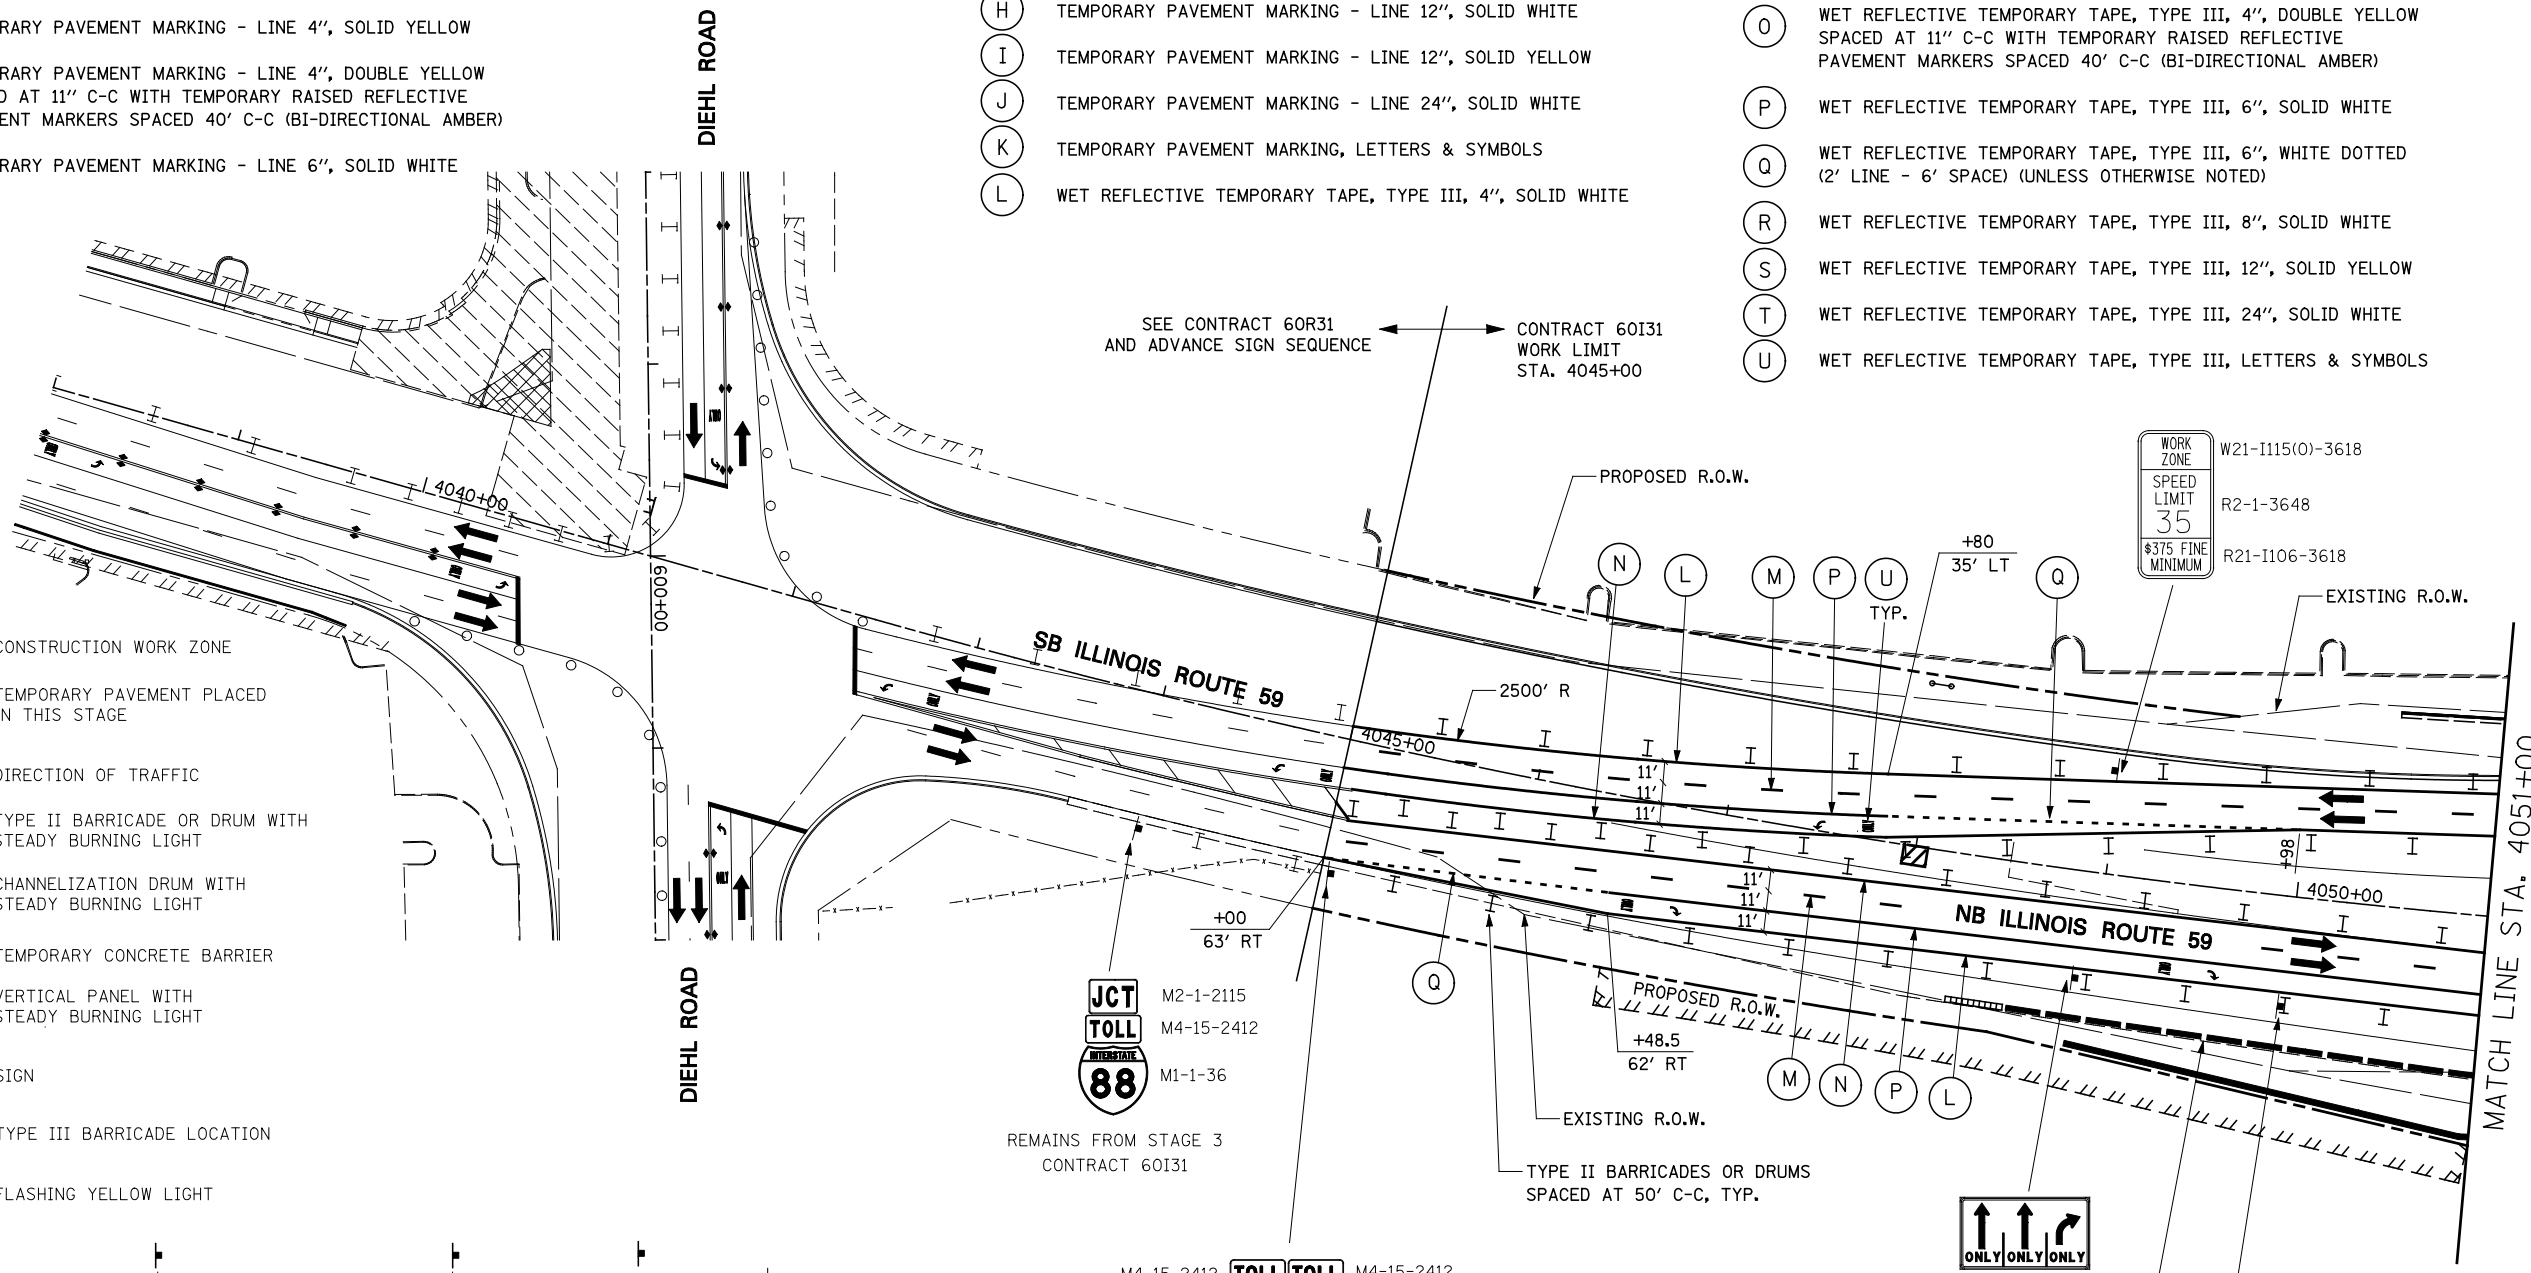 RARY PAVEMENT MARKING - LINE 4", SOLID YELLOW
RARY PAVEMENT MARKING - LINE 4", DOUBLE YELLOW
D AT 11" C-C WITH TEMPORARY RAISED REFLECTIVE
ENT MARKERS SPACED 40' C-C (BI-DIRECTIONAL AMBER)
RARY PAVEMENT MARKING - LINE 6", SOLID WHITE
DIEHL ROAD
H TEMPORARY PAVEMENT MARKING - LINE 12", SOLID WHITE
I TEMPORARY PAVEMENT MARKING - LINE 12", SOLID YELLOW
J TEMPORARY PAVEMENT MARKING - LINE 24", SOLID WHITE
K TEMPORARY PAVEMENT MARKING, LETTERS & SYMBOLS
L WET REFLECTIVE TEMPORARY TAPE, TYPE III, 4", SOLID WHITE
O WET REFLECTIVE TEMPORARY TAPE, TYPE III, 4", DOUBLE YELLOW
SPACED AT 11" C-C WITH TEMPORARY RAISED REFLECTIVE
PAVEMENT MARKERS SPACED 40' C-C (BI-DIRECTIONAL AMBER)
P WET REFLECTIVE TEMPORARY TAPE, TYPE III, 6", SOLID WHITE
Q WET REFLECTIVE TEMPORARY TAPE, TYPE III, 6", WHITE DOTTED
(2' LINE - 6' SPACE) (UNLESS OTHERWISE NOTED)
R WET REFLECTIVE TEMPORARY TAPE, TYPE III, 8", SOLID WHITE
S WET REFLECTIVE TEMPORARY TAPE, TYPE III, 12", SOLID YELLOW
T WET REFLECTIVE TEMPORARY TAPE, TYPE III, 24", SOLID WHITE
U WET REFLECTIVE TEMPORARY TAPE, TYPE III, LETTERS & SYMBOLS
SEE CONTRACT 60R31
AND ADVANCE SIGN SEQUENCE
CONTRACT 60I31
WORK LIMIT
STA. 4045+00
WORK
ZONE
W21-I115(O)-3618
SPEED
LIMIT
35
R2-1-3648
$375 FINE
MINIMUM
R21-I106-3618
PROPOSED R.O.W.
EXISTING R.O.W.
N
L
M
P
U
TYP.
+80
35' LT
Q
ONLY
4040+00
600+00
SB ILLINOIS ROUTE 59
2500' R
4045+00
11'
11'
11'
+98
4050+00
11'
11'
11'
NB ILLINOIS ROUTE 59
MATCH LINE STA. 4051+00
ONLY
CONSTRUCTION WORK ZONE
TEMPORARY PAVEMENT PLACED
IN THIS STAGE
DIRECTION OF TRAFFIC
TYPE II BARRICADE OR DRUM WITH
STEADY BURNING LIGHT
CHANNELIZATION DRUM WITH
STEADY BURNING LIGHT
TEMPORARY CONCRETE BARRIER
VERTICAL PANEL WITH
STEADY BURNING LIGHT
SIGN
TYPE III BARRICADE LOCATION
FLASHING YELLOW LIGHT
DIEHL ROAD
+00
63' RT
JCT
M2-1-2115
TOLL
M4-15-2412
INTERSTATE
88
M1-1-36
REMAINS FROM STAGE 3
CONTRACT 60I31
Q
PROPOSED R.O.W.
+48.5
62' RT
M
N
P
L
EXISTING R.O.W.
TYPE II BARRICADES OR DRUMS
SPACED AT 50' C-C, TYP.
ONLY ONLY ONLY
M4-15-2412 TOLL TOLL M4-15-2412